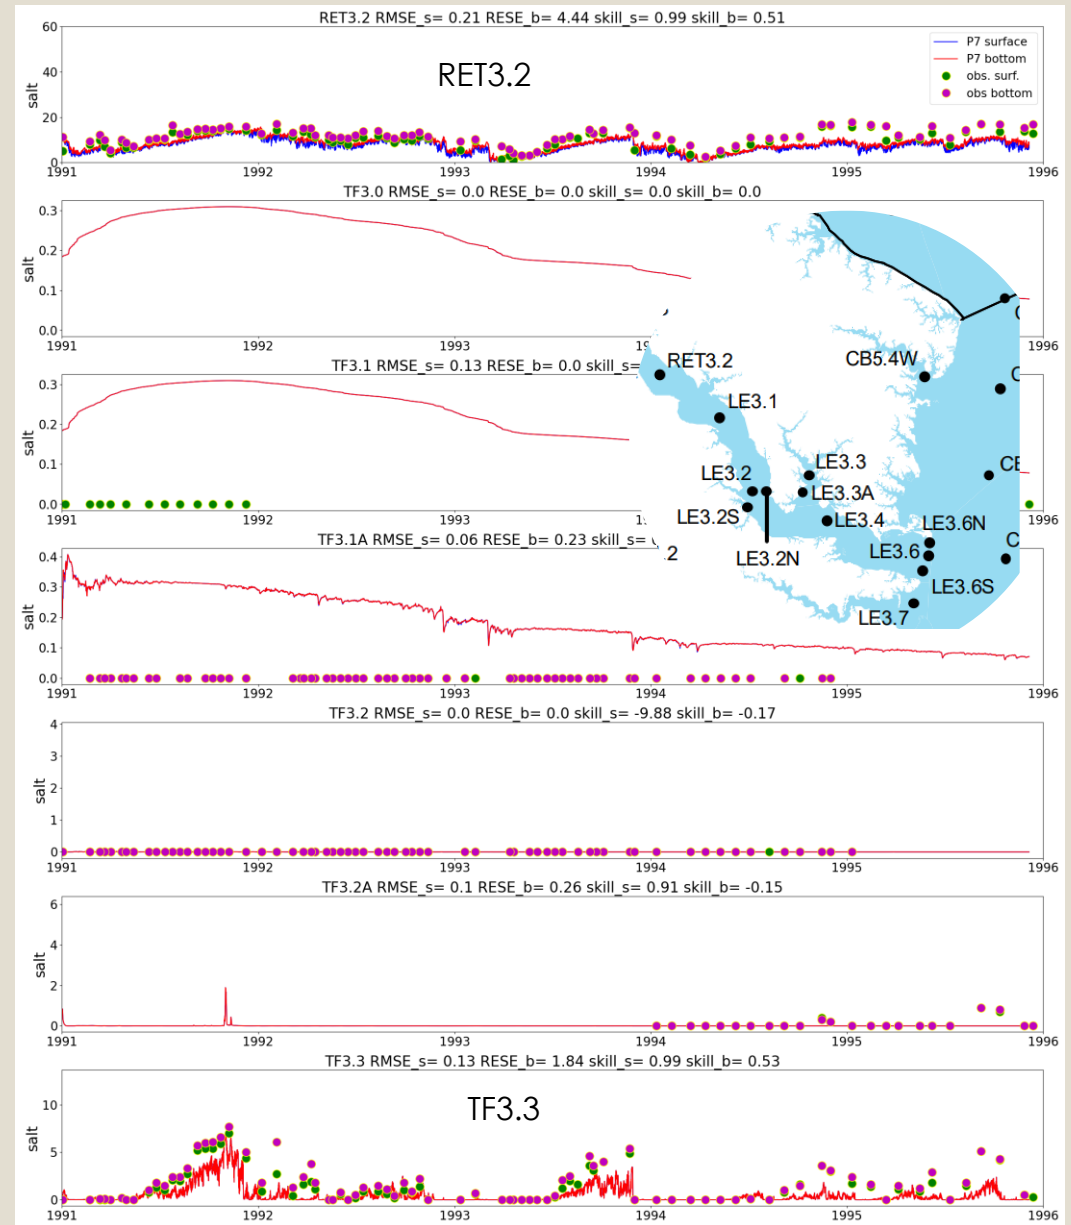 RET3.2 RMSE_s= 0.21 RESE_b= 4.44 skill_s= 0.99 skill_b= 0.51
60
40
20
0
salt
RET3.2
P7 surface
P7 bottom
obs. surf.
obs bottom
1991 1992 1993 1994 1995 1996
TF3.0 RMSE_s= 0.0 RESE_b= 0.0 skill_s= 0.0 skill_b= 0.0
0.3
0.2
0.1
0.0
salt
1991 1992 1993 1996
TF3.1 RMSE_s= 0.13 RESE_b= 0.0 skill_s=
0.3
0.2
0.1
0.0
salt
1991 1992 1993 1996
RET3.2
CB5.4W
LE3.1
LE3.2
LE3.3
LE3.3A
LE3.2S
LE3.4
LE3.6N
.2
LE3.2N
LE3.6
LE3.6S
LE3.7
TF3.1A RMSE_s= 0.06 RESE_b= 0.23 skill_s=
0.4
0.3
0.2
0.1
0.0
salt
1991 1992 1993 1994 1995 1996
TF3.2 RMSE_s= 0.0 RESE_b= 0.0 skill_s= -9.88 skill_b= -0.17
4
3
2
1
0
salt
1991 1992 1993 1994 1995 1996
TF3.2A RMSE_s= 0.1 RESE_b= 0.26 skill_s= 0.91 skill_b= -0.15
6
4
2
0
salt
1991 1992 1993 1994 1995 1996
TF3.3 RMSE_s= 0.13 RESE_b= 1.84 skill_s= 0.99 skill_b= 0.53
10
5
0
salt
TF3.3
1991 1992 1993 1994 1995 1996